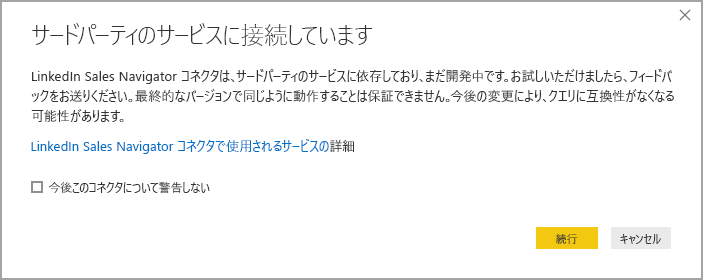 サードパーティのサービスに接続しています
LinkedIn Sales Navigator コネクタは、サードパーティのサービスに依存しており、まだ開発中です。お試しいただけましたら、フィードバ
ックをお送りください。最終的なバージョンで同じように動作することは保証できません。今後の変更により、クエリに互換性がなくなる
可能性があります。
LinkedIn Sales Navigator コネクタで使用されるサービスの詳細
今後このコネクタについて警告しない
続行 キャンセル